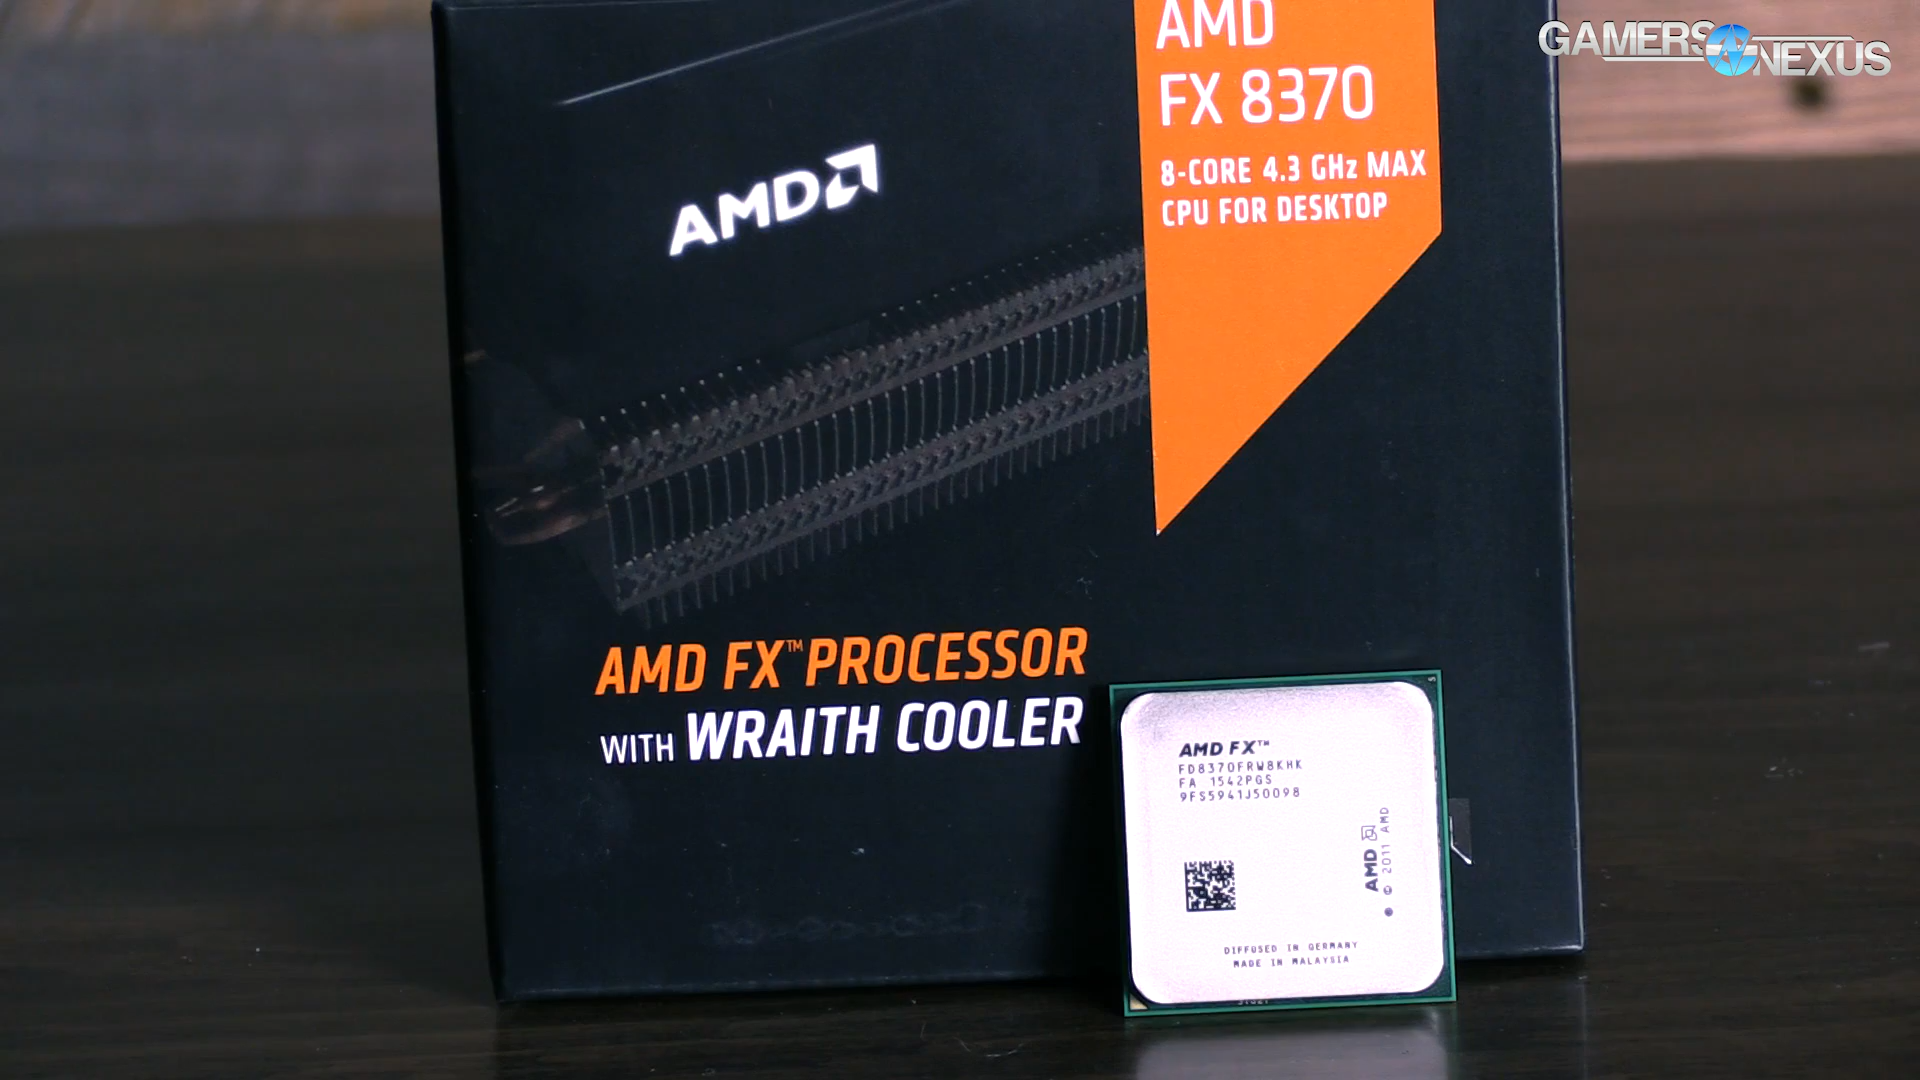 GAMERS NEXUS
AMD
FX 8370
8-CORE 4.3 GHz MAX
CPU FOR DESKTOP
AMD
AMD FX™ PROCESSOR
WITH WRAITH COOLER
AMD FX™
FD8370FRW8KHK
FA 1542PGS
9FS5941J50098
AMD
© 2011 AMD
DIFFUSED IN GERMANY
MADE IN MALAYSIA